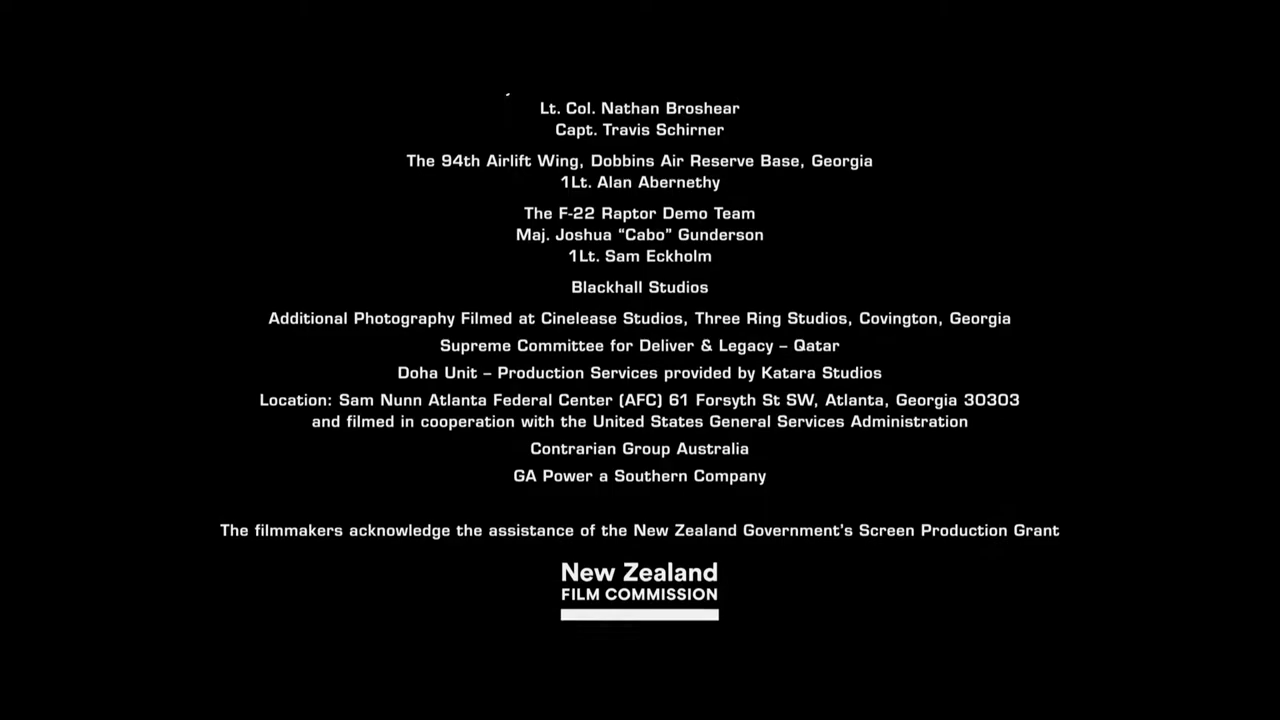 Lt. Col. Nathan Broshear
Capt. Travis Schirner
The 94th Airlift Wing, Dobbins Air Reserve Base, Georgia
1Lt. Alan Abernethy
The F-22 Raptor Demo Team
Maj. Joshua “Cabo” Gunderson
1Lt. Sam Eckholm
Blackhall Studios
Additional Photography Filmed at Cinelease Studios, Three Ring Studios, Covington, Georgia
Supreme Committee for Deliver & Legacy – Qatar
Doha Unit – Production Services provided by Katara Studios
Location: Sam Nunn Atlanta Federal Center (AFC) 61 Forsyth St SW, Atlanta, Georgia 30303
and filmed in cooperation with the United States General Services Administration
Contrarian Group Australia
GA Power a Southern Company
The filmmakers acknowledge the assistance of the New Zealand Government’s Screen Production Grant
New Zealand
FILM COMMISSION